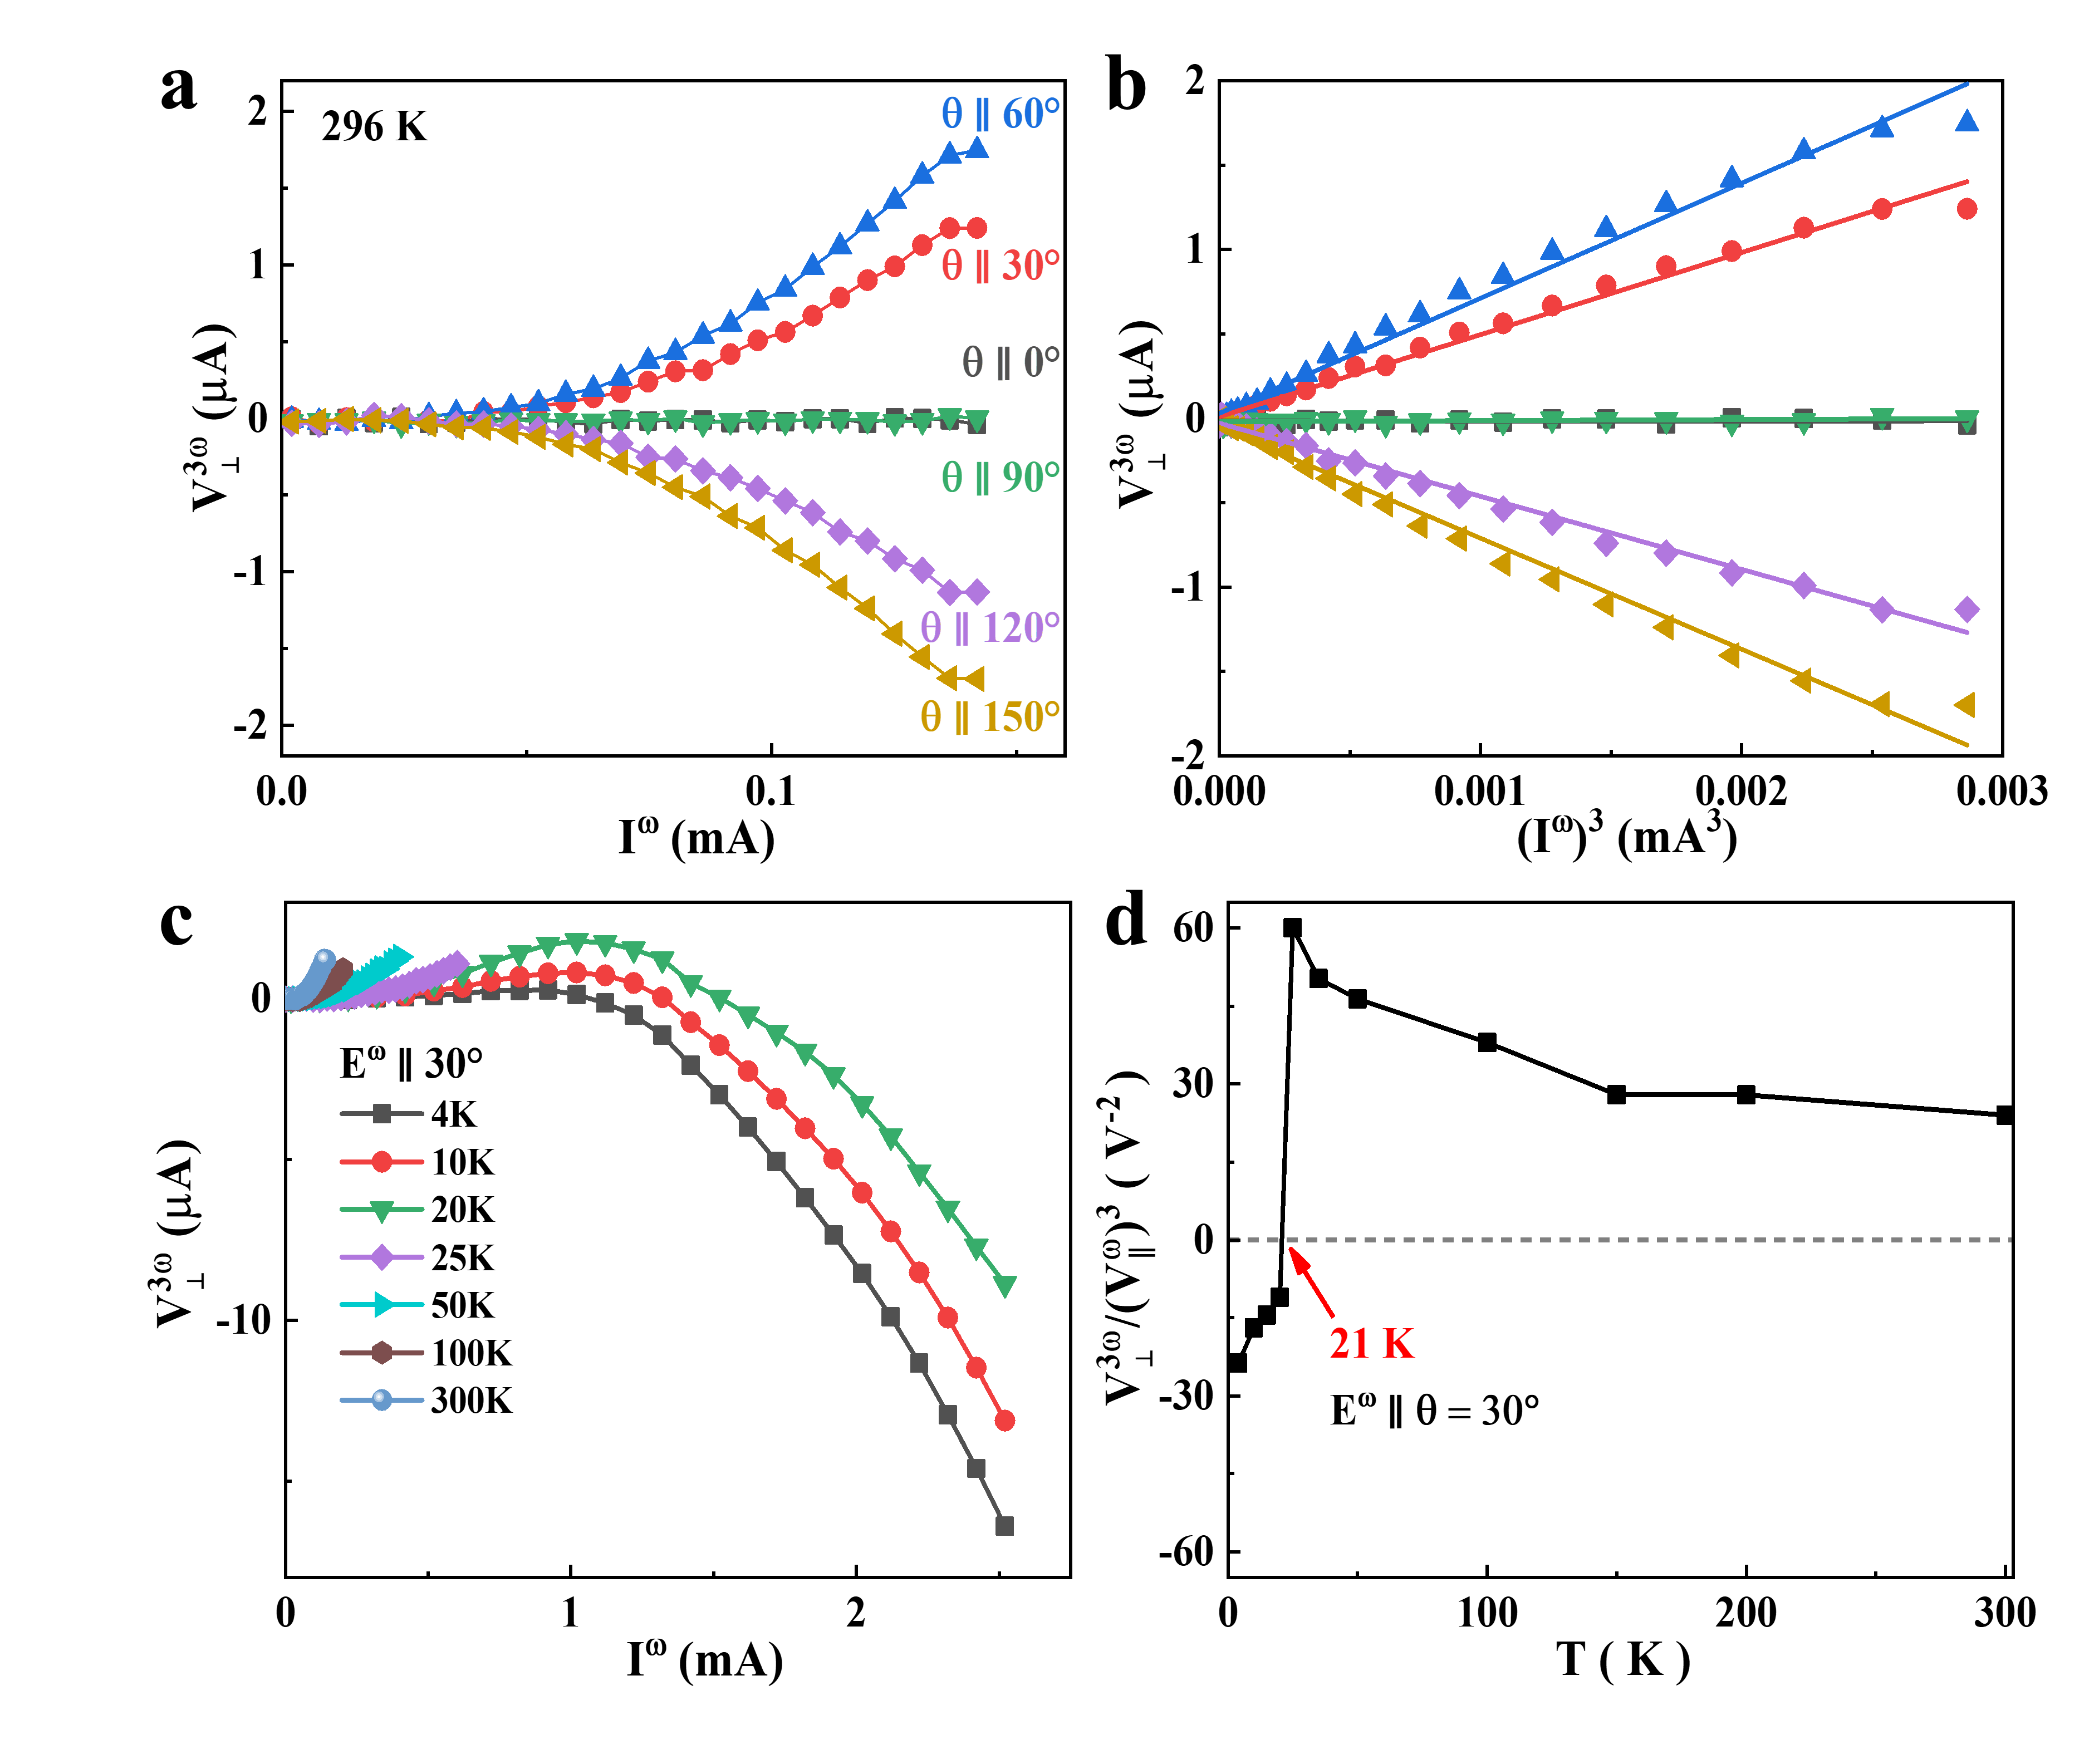 a
296 K
θ ∥ 60°
θ ∥ 30°
θ ∥ 0°
θ ∥ 90°
θ ∥ 120°
θ ∥ 150°
2
1
0
-1
-2
0.0 0.1
V⊥³ω (μA)
Iω (mA)
b
2
1
0
-1
-2
0.000 0.001 0.002 0.003
V⊥³ω (μA)
(Iω)³ (mA³)
c
0
-10
Eω ∥ 30°
4K
10K
20K
25K
50K
100K
300K
0 1 2
V⊥³ω (μA)
Iω (mA)
d
60
30
0
-30
-60
21 K
Eω ∥ θ = 30°
0 100 200 300
V⊥³ω/(V∥ω)³ ( V⁻² )
T ( K )